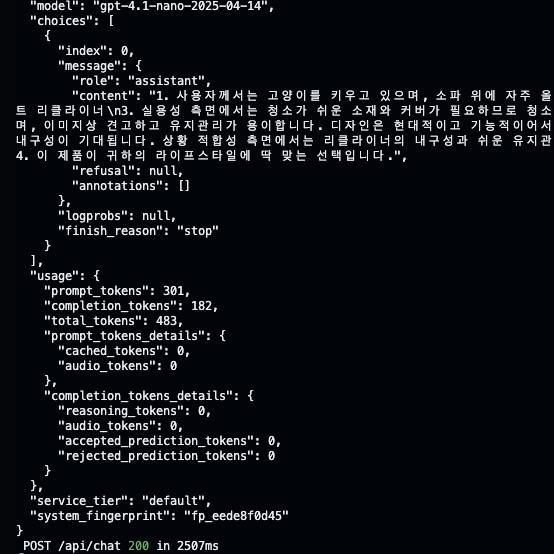 "model": "gpt-4.1-nano-2025-04-14",
"choices": [
{
"index": 0,
"message": {
"role": "assistant",
"content": "1. 사용자께서는 고양이를 키우고 있으며, 소파 위에 자주 올
트 리클라이너\n3. 실용성 측면에서는 청소가 쉬운 소재와 커버가 필요하므로 청소
며, 이미지상 견고하고 유지관리가 용이합니다. 디자인은 현대적이고 기능적이어서
내구성이 기대됩니다. 상황 적합성 측면에서는 리클라이너의 내구성과 쉬운 유지관
4. 이 제품이 귀하의 라이프스타일에 딱 맞는 선택입니다.",
"refusal": null,
"annotations": []
},
"logprobs": null,
"finish_reason": "stop"
}
],
"usage": {
"prompt_tokens": 301,
"completion_tokens": 182,
"total_tokens": 483,
"prompt_tokens_details": {
"cached_tokens": 0,
"audio_tokens": 0
},
"completion_tokens_details": {
"reasoning_tokens": 0,
"audio_tokens": 0,
"accepted_prediction_tokens": 0,
"rejected_prediction_tokens": 0
}
},
"service_tier": "default",
"system_fingerprint": "fp_eede8f0d45"
}
POST /api/chat 200 in 2507ms